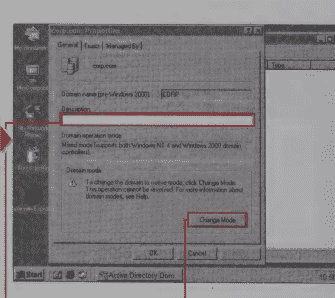 Properties
General | Trusts | Managed By
Domain name (pre-Windows 2000):
CORP
Description:
Domain operation mode:
Mixed mode (supports both Windows NT 4 and Windows 2000 domain
controllers).
Domain mode
To change the domain to native mode, click Change Mode.
This operation cannot be reversed. For more information about
domain modes, see Help.
Change Mode
OK
Cancel
Type
Start
Active Directory Dom